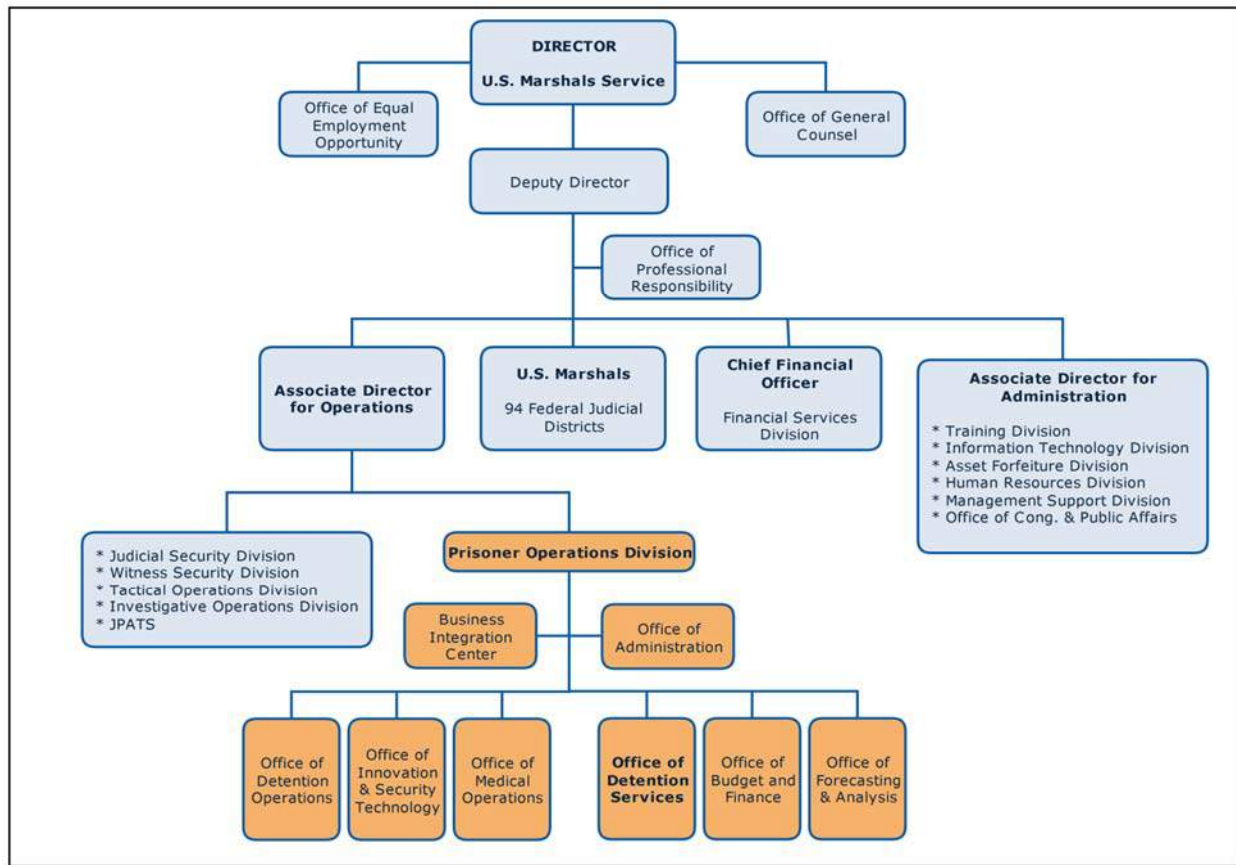 DIRECTOR
U.S. Marshals Service
Office of Equal
Employment
Opportunity
Office of General
Counsel
Deputy Director
Office of
Professional
Responsibility
Associate Director
for Operations
U.S. Marshals
94 Federal Judicial
Districts
Chief Financial
Officer
Financial Services
Division
Associate Director for
Administration
* Training Division
* Information Technology Division
* Asset Forfeiture Division
* Human Resources Division
* Management Support Division
* Office of Cong. & Public Affairs
* Judicial Security Division
* Witness Security Division
* Tactical Operations Division
* Investigative Operations Division
* JPATS
Prisoner Operations Division
Business
Integration
Center
Office of
Administration
Office of
Detention
Operations
Office of
Innovation
& Security
Technology
Office of
Medical
Operations
Office of
Detention
Services
Office of
Budget and
Finance
Office of
Forecasting
& Analysis